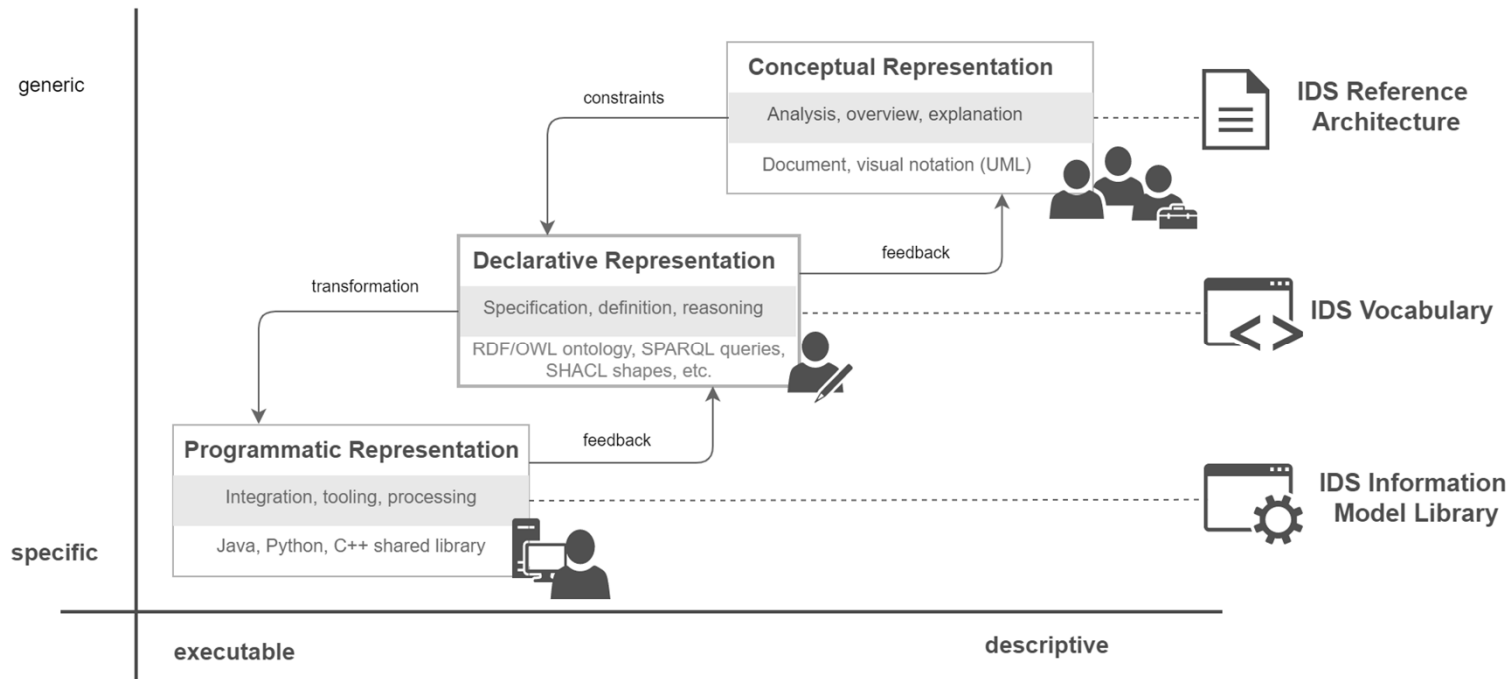 generic
Conceptual Representation
Analysis, overview, explanation
Document, visual notation (UML)
constraints
IDS Reference
Architecture
Declarative Representation
Specification, definition, reasoning
RDF/OWL ontology, SPARQL queries,
SHACL shapes, etc.
feedback
transformation
IDS Vocabulary
Programmatic Representation
Integration, tooling, processing
Java, Python, C++ shared library
feedback
IDS Information
Model Library
specific
executable
descriptive